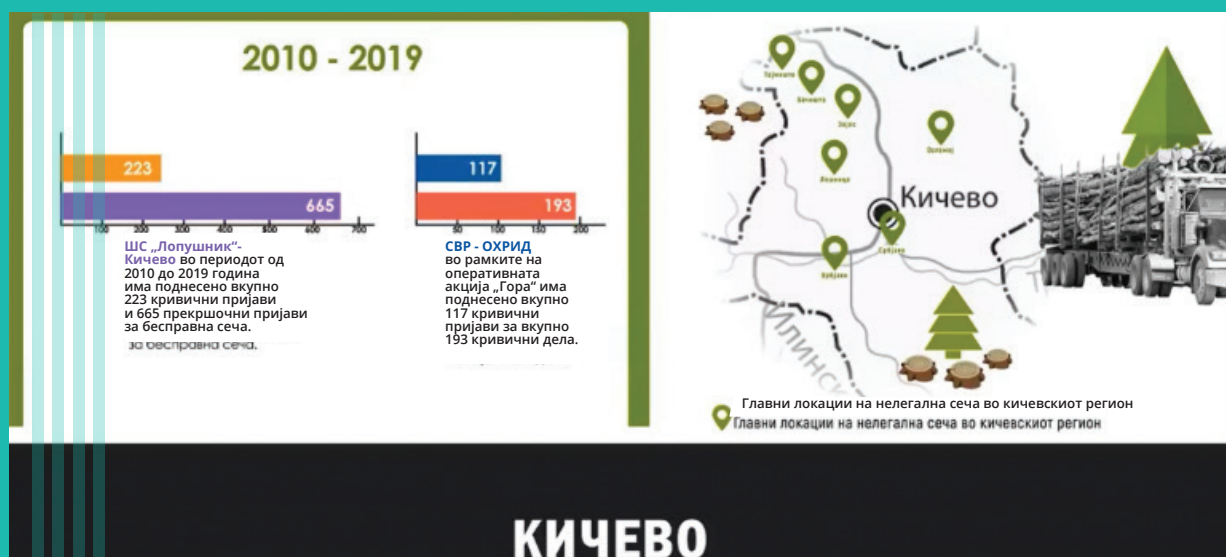 2010 - 2019
223
665
100 200 300 400 500 600 700
ШС „Лопушник“-
Кичево во периодот од
2010 до 2019 година
има поднесено вкупно
223 кривични пријави
и 665 прекршочни пријави
за бесправна сеча.
за бесправна сеча.
117
193
50 100 150 200
СВР - ОХРИД
во рамките на
оперативната
акција „Гора“ има
поднесено вкупно
117 кривични
пријави за вкупно
193 кривични дела.
Зајас
Кичево
Србјани
Главни локации на нелегална сеча во кичевскиот регион
Главни локации на нелегална сеча во кичевскиот регион
КИЧЕВО